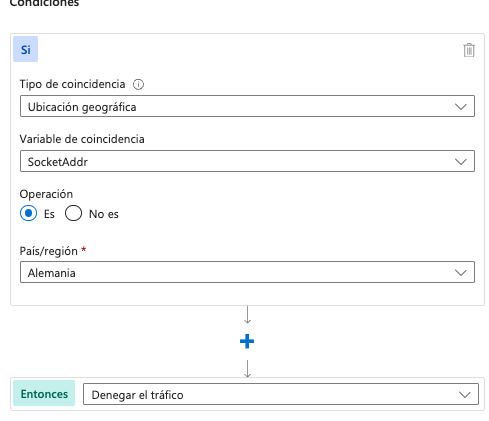 Condiciones
Si
Tipo de coincidencia
Ubicación geográfica
Variable de coincidencia
SocketAddr
Operación
Es No es
País/región *
Alemania
Entonces Denegar el tráfico